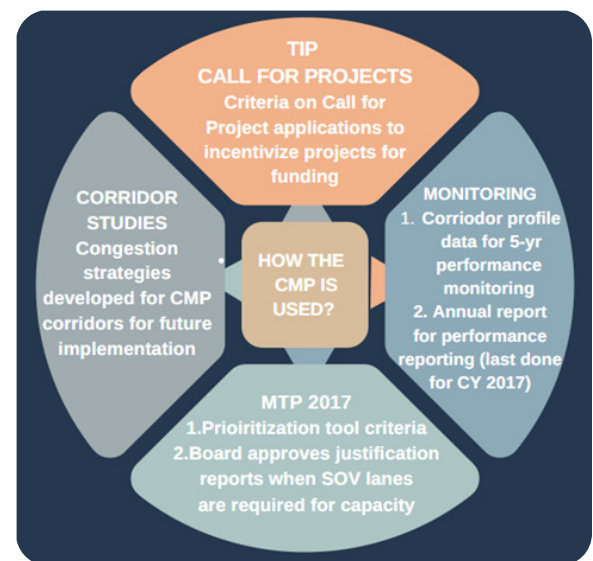 TIP
CALL FOR PROJECTS
Criteria on Call for
Project applications to
incentivize projects for
funding
CORRIDOR
STUDIES
Congestion
strategies
developed for CMP
corridors for future
implementation
HOW THE
CMP IS
USED?
MONITORING
1. Corriodor profile
data for 5-yr
performance
monitoring
2. Annual report
for performance
reporting (last done
for CY 2017)
MTP 2017
1.Prioiritization tool criteria
2.Board approves justification
reports when SOV lanes
are required for capacity